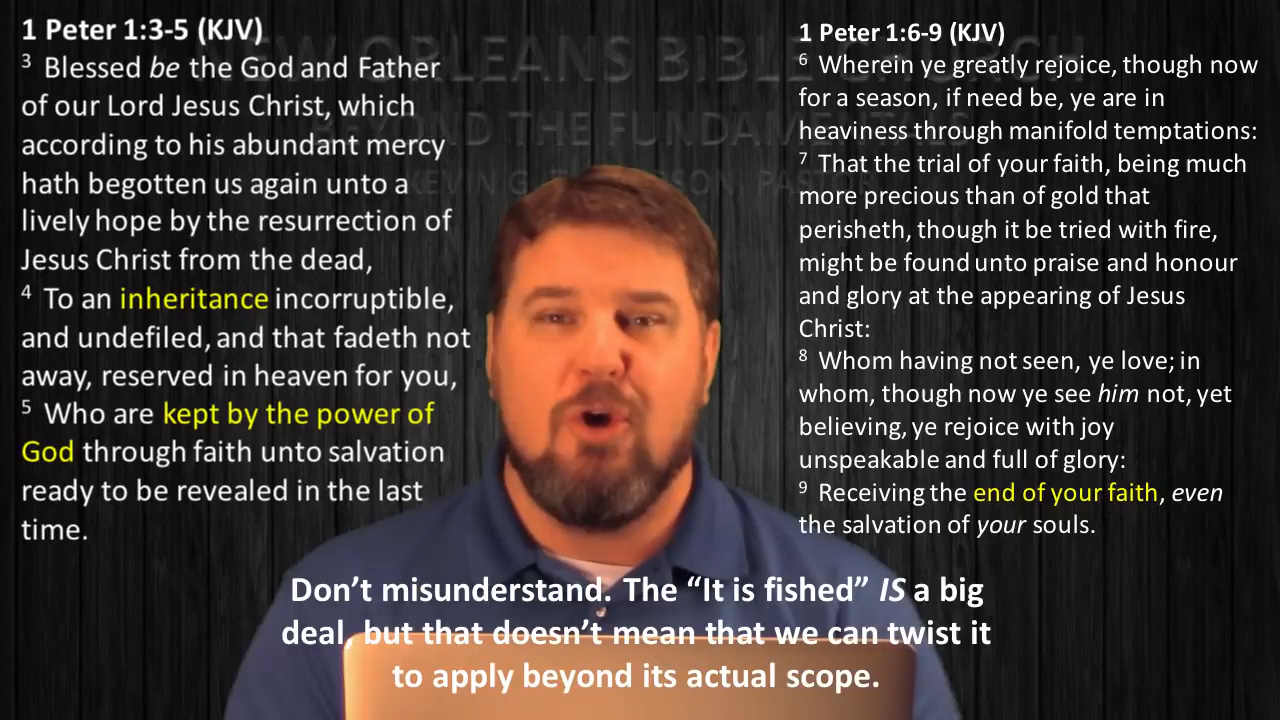 1 Peter 1:3-5 (KJV)
3 Blessed be the God and Father
of our Lord Jesus Christ, which
according to his abundant mercy
hath begotten us again unto a
lively hope by the resurrection of
Jesus Christ from the dead,
4 To an inheritance incorruptible,
and undefiled, and that fadeth not
away, reserved in heaven for you,
5 Who are kept by the power of
God through faith unto salvation
ready to be revealed in the last
time.
1 Peter 1:6-9 (KJV)
6 Wherein ye greatly rejoice, though now
for a season, if need be, ye are in
heaviness through manifold temptations:
7 That the trial of your faith, being much
more precious than of gold that
perisheth, though it be tried with fire,
might be found unto praise and honour
and glory at the appearing of Jesus
Christ:
8 Whom having not seen, ye love; in
whom, though now ye see him not, yet
believing, ye rejoice with joy
unspeakable and full of glory:
9 Receiving the end of your faith, even
the salvation of your souls.
NEW ORLEANS BIBLE CHURCH
BEYOND THE FUNDAMENTALS
KEVIN
Don’t misunderstand. The “It is fished” IS a big
deal, but that doesn’t mean that we can twist it
to apply beyond its actual scope.